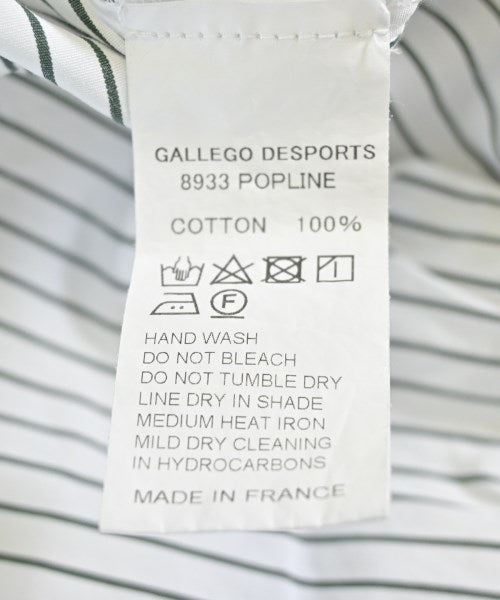 GALLEGO DESPORTS
8933 POPLINE
COTTON 100%
F
HAND WASH
DO NOT BLEACH
DO NOT TUMBLE DRY
LINE DRY IN SHADE
MEDIUM HEAT IRON
MILD DRY CLEANING
IN HYDROCARBONS
MADE IN FRANCE